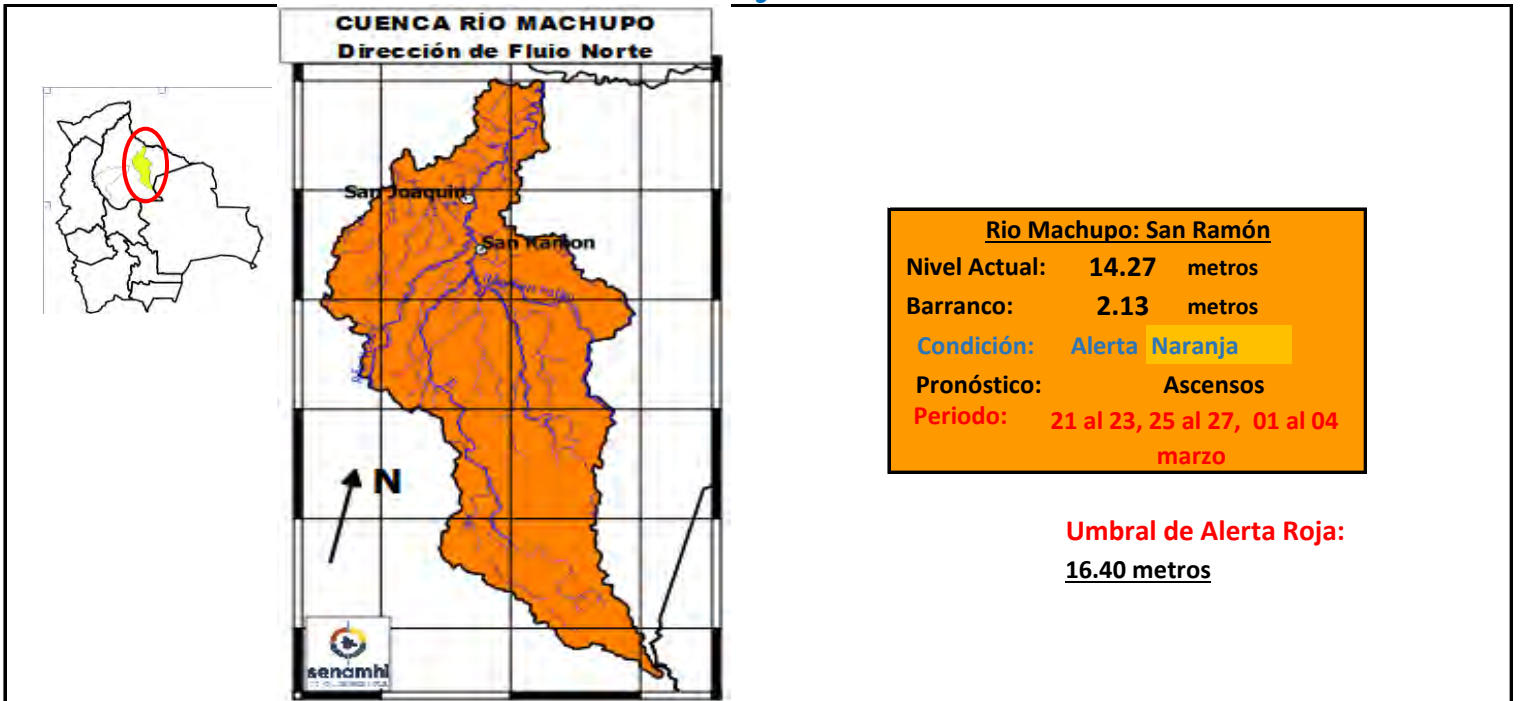 CUENCA RÍO MACHUPO
Dirección de Flujo Norte
San Joaquin
San Ramon
N
senamhi
Rio Machupo: San Ramón
Nivel Actual: 14.27 metros
Barranco: 2.13 metros
Condición: Alerta Naranja
Pronóstico: Ascensos
Periodo: 21 al 23, 25 al 27, 01 al 04
marzo
Umbral de Alerta Roja:
16.40 metros